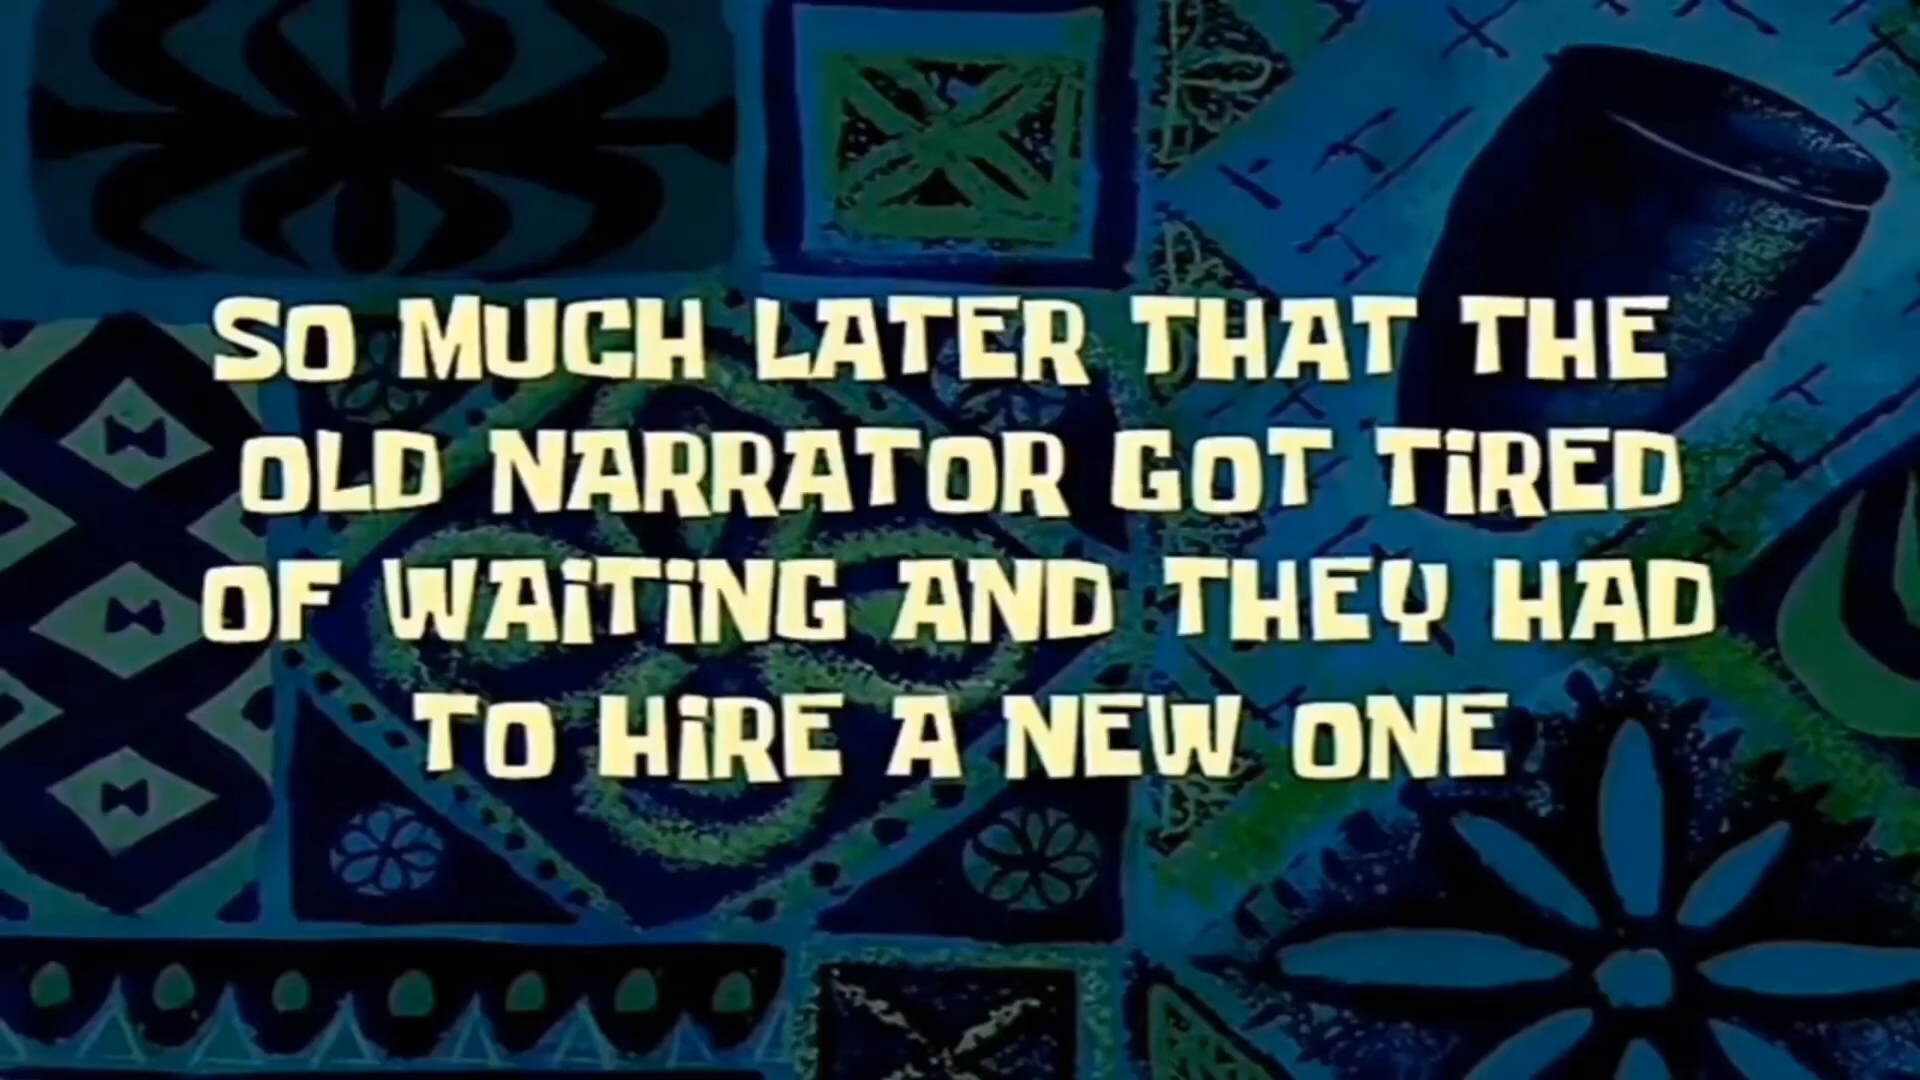 SO MUCH LATER THAT THE
OLD NARRATOR GOT TiRED
OF WAiTiNG AND THEY HAD
TO HiRE A NEW ONE